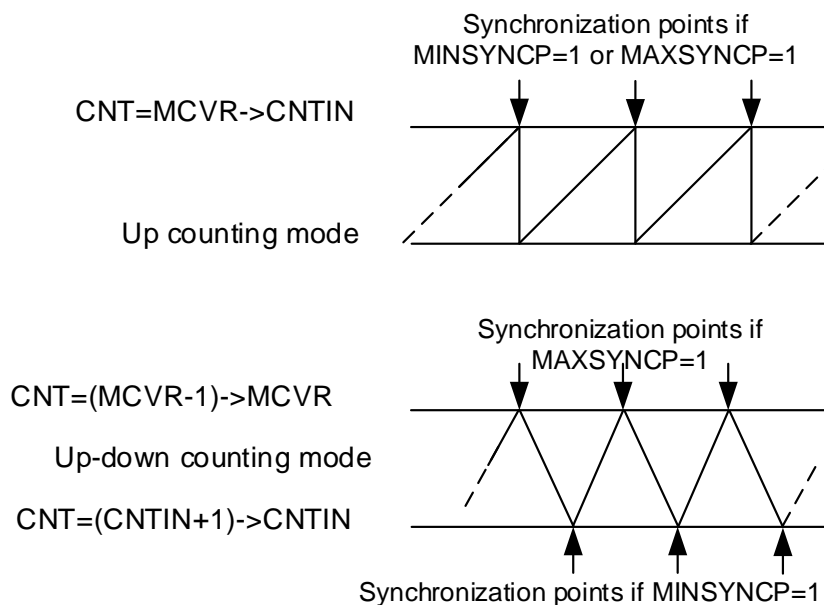 Synchronization points if
MINSYNCP=1 or MAXSYNCP=1
CNT=MCVR->CNTIN
Up counting mode
Synchronization points if
MAXSYNCP=1
CNT=(MCVR-1)->MCVR
Up-down counting mode
CNT=(CNTIN+1)->CNTIN
Synchronization points if MINSYNCP=1